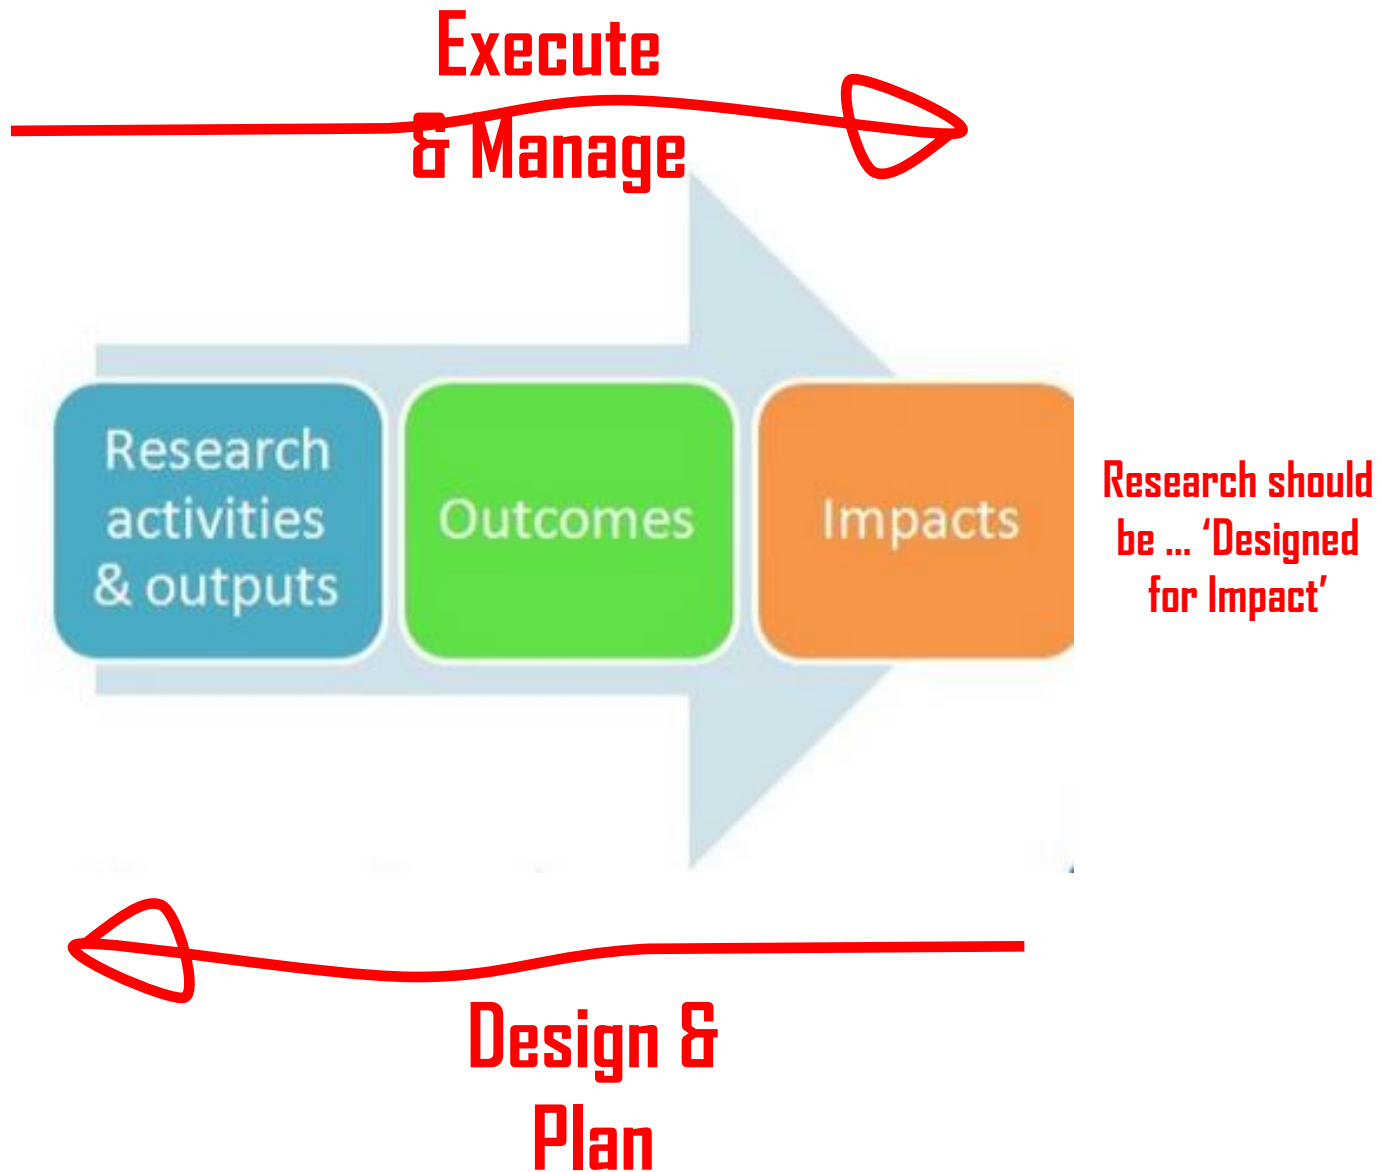 Execute
& Manage
Research
activities
& outputs
Outcomes
Impacts
Research should
be ... ‘Designed
for Impact’
Design &
Plan